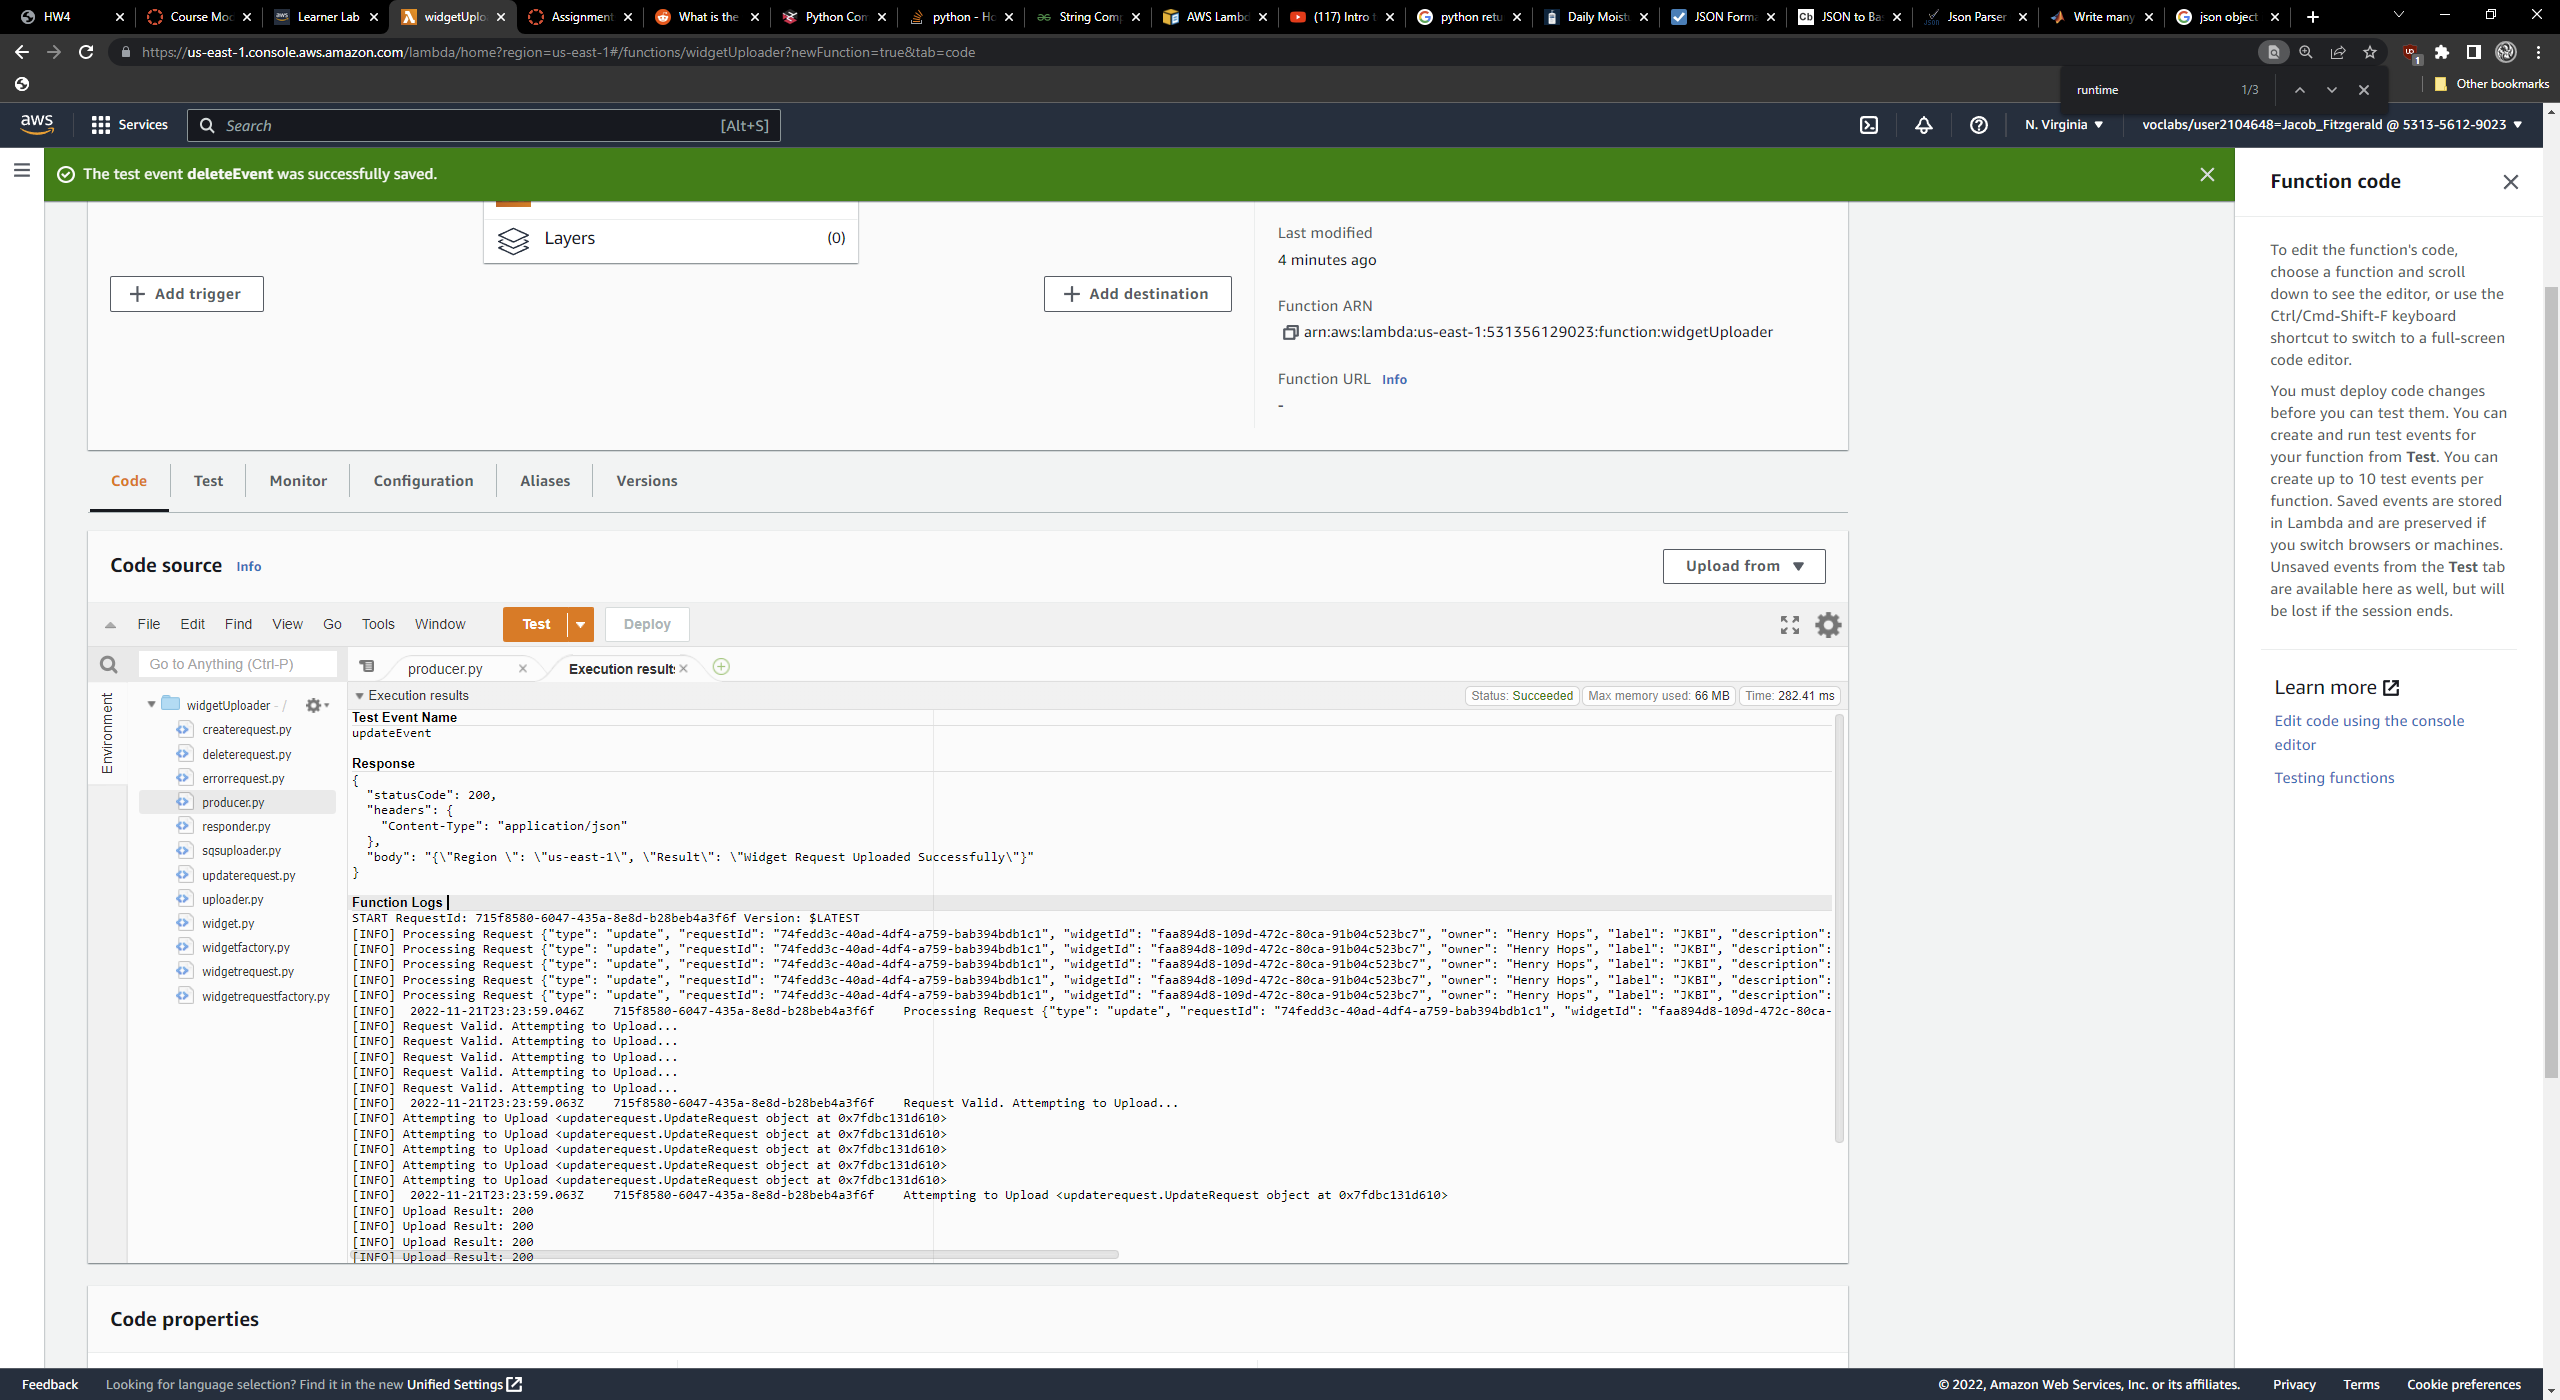 HW4
Course Moc
Learner Lab
widgetUplo
Assignment
What is the
Python Com
python - Ho
String Comp
AWS Lambd
(117) Intro t
python retu
Daily Moistu
JSON Forma
JSON to Ba
Json Parser
Write many
json object
https://us-east-1.console.aws.amazon.com/lambda/home?region=us-east-1#/functions/widgetUploader?newFunction=true&tab=code
runtime 1/3
Other bookmarks
aws Services Search [Alt+S] N. Virginia voclabs/user2104648=Jacob_Fitzgerald @ 5313-5612-9023
The test event deleteEvent was successfully saved.
Layers (0)
Add trigger
Add destination
Last modified
4 minutes ago
Function ARN
arn:aws:lambda:us-east-1:531356129023:function:widgetUploader
Function URL Info
-
Code Test Monitor Configuration Aliases Versions
Code source Info
Upload from
File Edit Find View Go Tools Window Test Deploy
Go to Anything (Ctrl-P)
producer.py
Execution results
Environment
widgetUploader - /
createrequest.py
deleterequest.py
errorrequest.py
producer.py
responder.py
sqsuploader.py
updaterequest.py
uploader.py
widget.py
widgetfactory.py
widgetrequest.py
widgetrequestfactory.py
Execution results
Status: Succeeded Max memory used: 66 MB Time: 282.41 ms
Test Event Name
updateEvent
Response
{
"statusCode": 200,
"headers": {
"Content-Type": "application/json"
},
"body": "{\"Region \": \"us-east-1\", \"Result\": \"Widget Request Uploaded Successfully\"}"
}
Function Logs
START RequestId: 715f8580-6047-435a-8e8d-b28beb4a3f6f Version: $LATEST
[INFO] Processing Request {"type": "update", "requestId": "74fedd3c-40ad-4df4-a759-bab394bdb1c1", "widgetId": "faa894d8-109d-472c-80ca-91b04c523bc7", "owner": "Henry Hops", "label": "JKBI", "description":
[INFO] Processing Request {"type": "update", "requestId": "74fedd3c-40ad-4df4-a759-bab394bdb1c1", "widgetId": "faa894d8-109d-472c-80ca-91b04c523bc7", "owner": "Henry Hops", "label": "JKBI", "description":
[INFO] Processing Request {"type": "update", "requestId": "74fedd3c-40ad-4df4-a759-bab394bdb1c1", "widgetId": "faa894d8-109d-472c-80ca-91b04c523bc7", "owner": "Henry Hops", "label": "JKBI", "description":
[INFO] Processing Request {"type": "update", "requestId": "74fedd3c-40ad-4df4-a759-bab394bdb1c1", "widgetId": "faa894d8-109d-472c-80ca-91b04c523bc7", "owner": "Henry Hops", "label": "JKBI", "description":
[INFO] Processing Request {"type": "update", "requestId": "74fedd3c-40ad-4df4-a759-bab394bdb1c1", "widgetId": "faa894d8-109d-472c-80ca-91b04c523bc7", "owner": "Henry Hops", "label": "JKBI", "description":
[INFO] 2022-11-21T23:23:59.046Z 715f8580-6047-435a-8e8d-b28beb4a3f6f Processing Request {"type": "update", "requestId": "74fedd3c-40ad-4df4-a759-bab394bdb1c1", "widgetId": "faa894d8-109d-472c-80ca-
[INFO] Request Valid. Attempting to Upload...
[INFO] Request Valid. Attempting to Upload...
[INFO] Request Valid. Attempting to Upload...
[INFO] Request Valid. Attempting to Upload...
[INFO] Request Valid. Attempting to Upload...
[INFO] 2022-11-21T23:23:59.063Z 715f8580-6047-435a-8e8d-b28beb4a3f6f Request Valid. Attempting to Upload...
[INFO] Attempting to Upload <updaterequest.UpdateRequest object at 0x7fdbc131d610>
[INFO] Attempting to Upload <updaterequest.UpdateRequest object at 0x7fdbc131d610>
[INFO] Attempting to Upload <updaterequest.UpdateRequest object at 0x7fdbc131d610>
[INFO] Attempting to Upload <updaterequest.UpdateRequest object at 0x7fdbc131d610>
[INFO] Attempting to Upload <updaterequest.UpdateRequest object at 0x7fdbc131d610>
[INFO] 2022-11-21T23:23:59.063Z 715f8580-6047-435a-8e8d-b28beb4a3f6f Attempting to Upload <updaterequest.UpdateRequest object at 0x7fdbc131d610>
[INFO] Upload Result: 200
[INFO] Upload Result: 200
[INFO] Upload Result: 200
[INFO] Upload Result: 200
Code properties
Function code
To edit the function's code,
choose a function and scroll
down to see the editor, or use the
Ctrl/Cmd-Shift-F keyboard
shortcut to switch to a full-screen
code editor.
You must deploy code changes
before you can test them. You can
create and run test events for
your function from Test. You can
create up to 10 test events per
function. Saved events are stored
in Lambda and are preserved if
you switch browsers or machines.
Unsaved events from the Test tab
are available here as well, but will
be lost if the session ends.
Learn more
Edit code using the console
editor
Testing functions
Feedback Looking for language selection? Find it in the new Unified Settings © 2022, Amazon Web Services, Inc. or its affiliates. Privacy Terms Cookie preferences